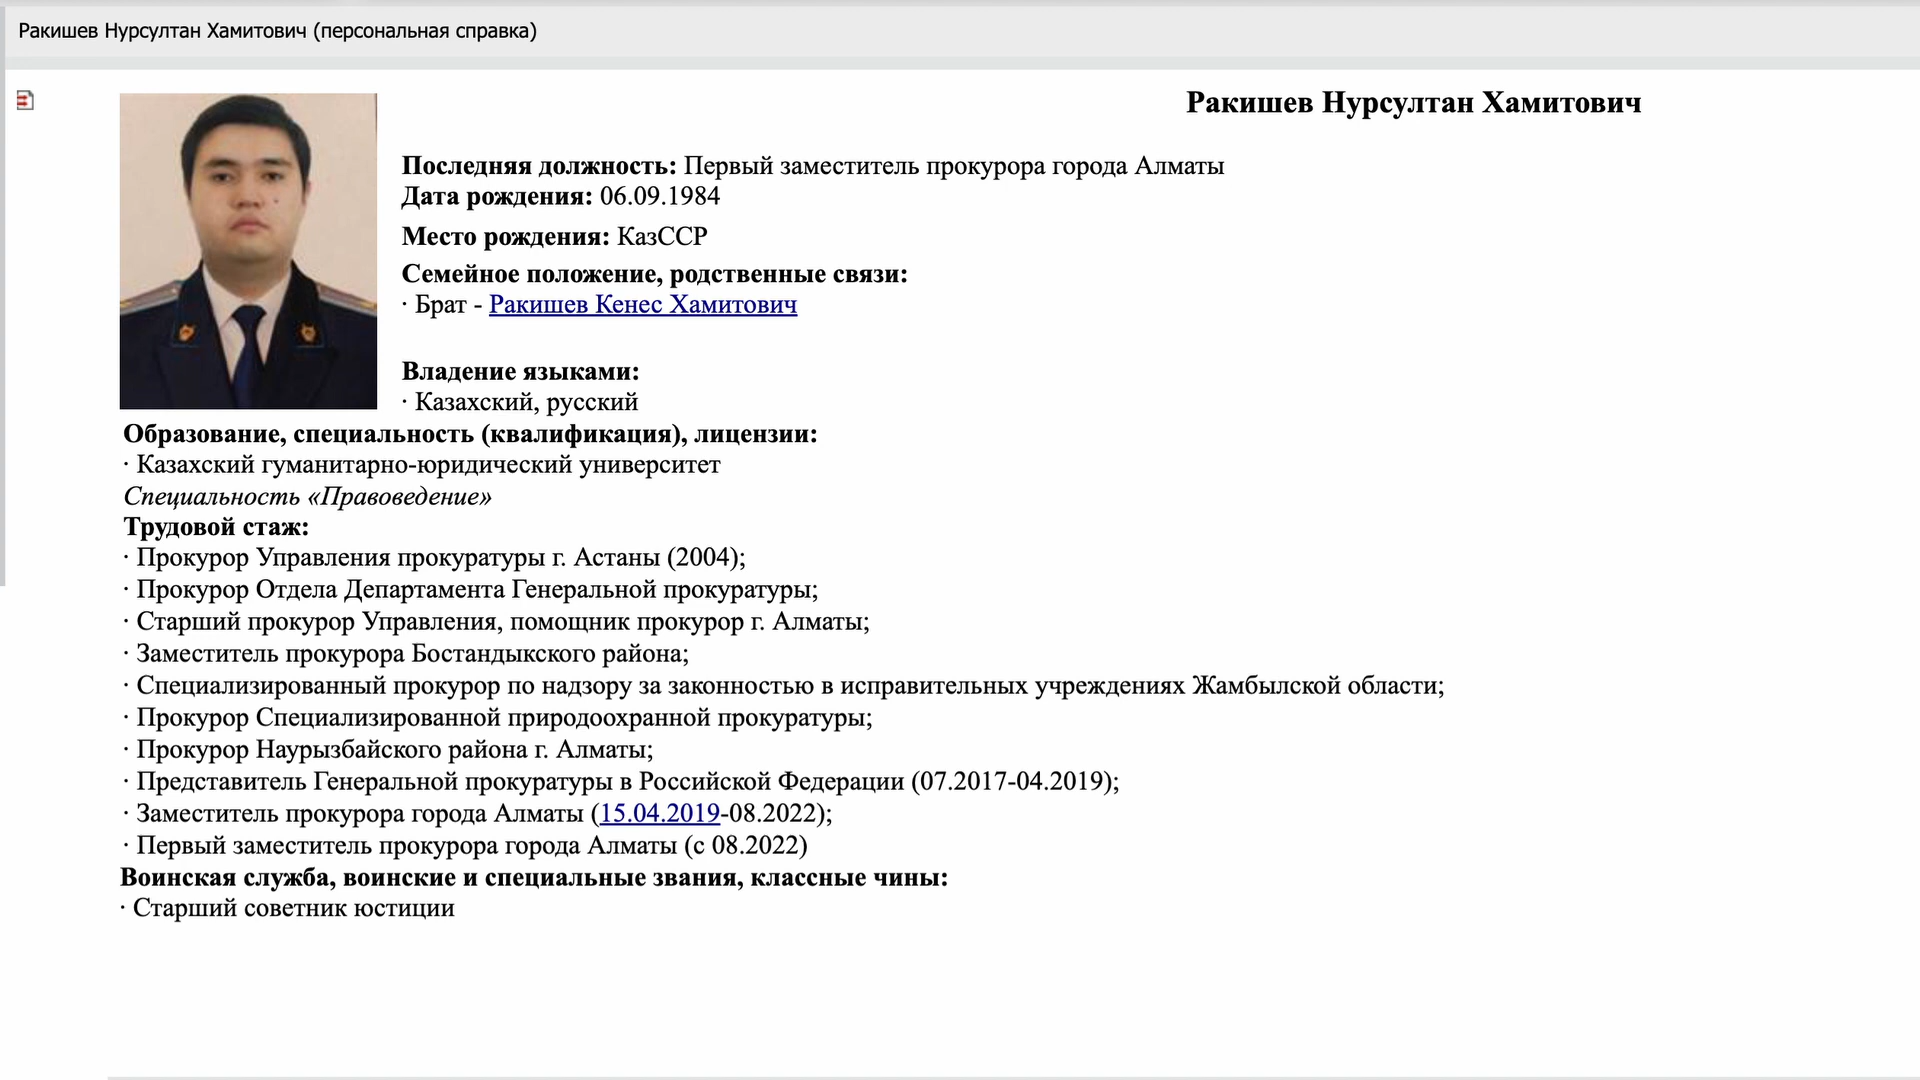 Ракишев Нурсултан Хамитович (персональная справка)
Ракишев Нурсултан Хамитович
Последняя должность: Первый заместитель прокурора города Алматы
Дата рождения: 06.09.1984
Место рождения: КазССР
Семейное положение, родственные связи:
· Брат - Ракишев Кенес Хамитович
Владение языками:
· Казахский, русский
Образование, специальность (квалификация), лицензии:
· Казахский гуманитарно-юридический университет
Специальность «Правоведение»
Трудовой стаж:
· Прокурор Управления прокуратуры г. Астаны (2004);
· Прокурор Отдела Департамента Генеральной прокуратуры;
· Старший прокурор Управления, помощник прокурор г. Алматы;
· Заместитель прокурора Бостандыкского района;
· Специализированный прокурор по надзору за законностью в исправительных учреждениях Жамбылской области;
· Прокурор Специализированной природоохранной прокуратуры;
· Прокурор Наурызбайского района г. Алматы;
· Представитель Генеральной прокуратуры в Российской Федерации (07.2017-04.2019);
· Заместитель прокурора города Алматы (15.04.2019-08.2022);
· Первый заместитель прокурора города Алматы (с 08.2022)
Воинская служба, воинские и специальные звания, классные чины:
· Старший советник юстиции